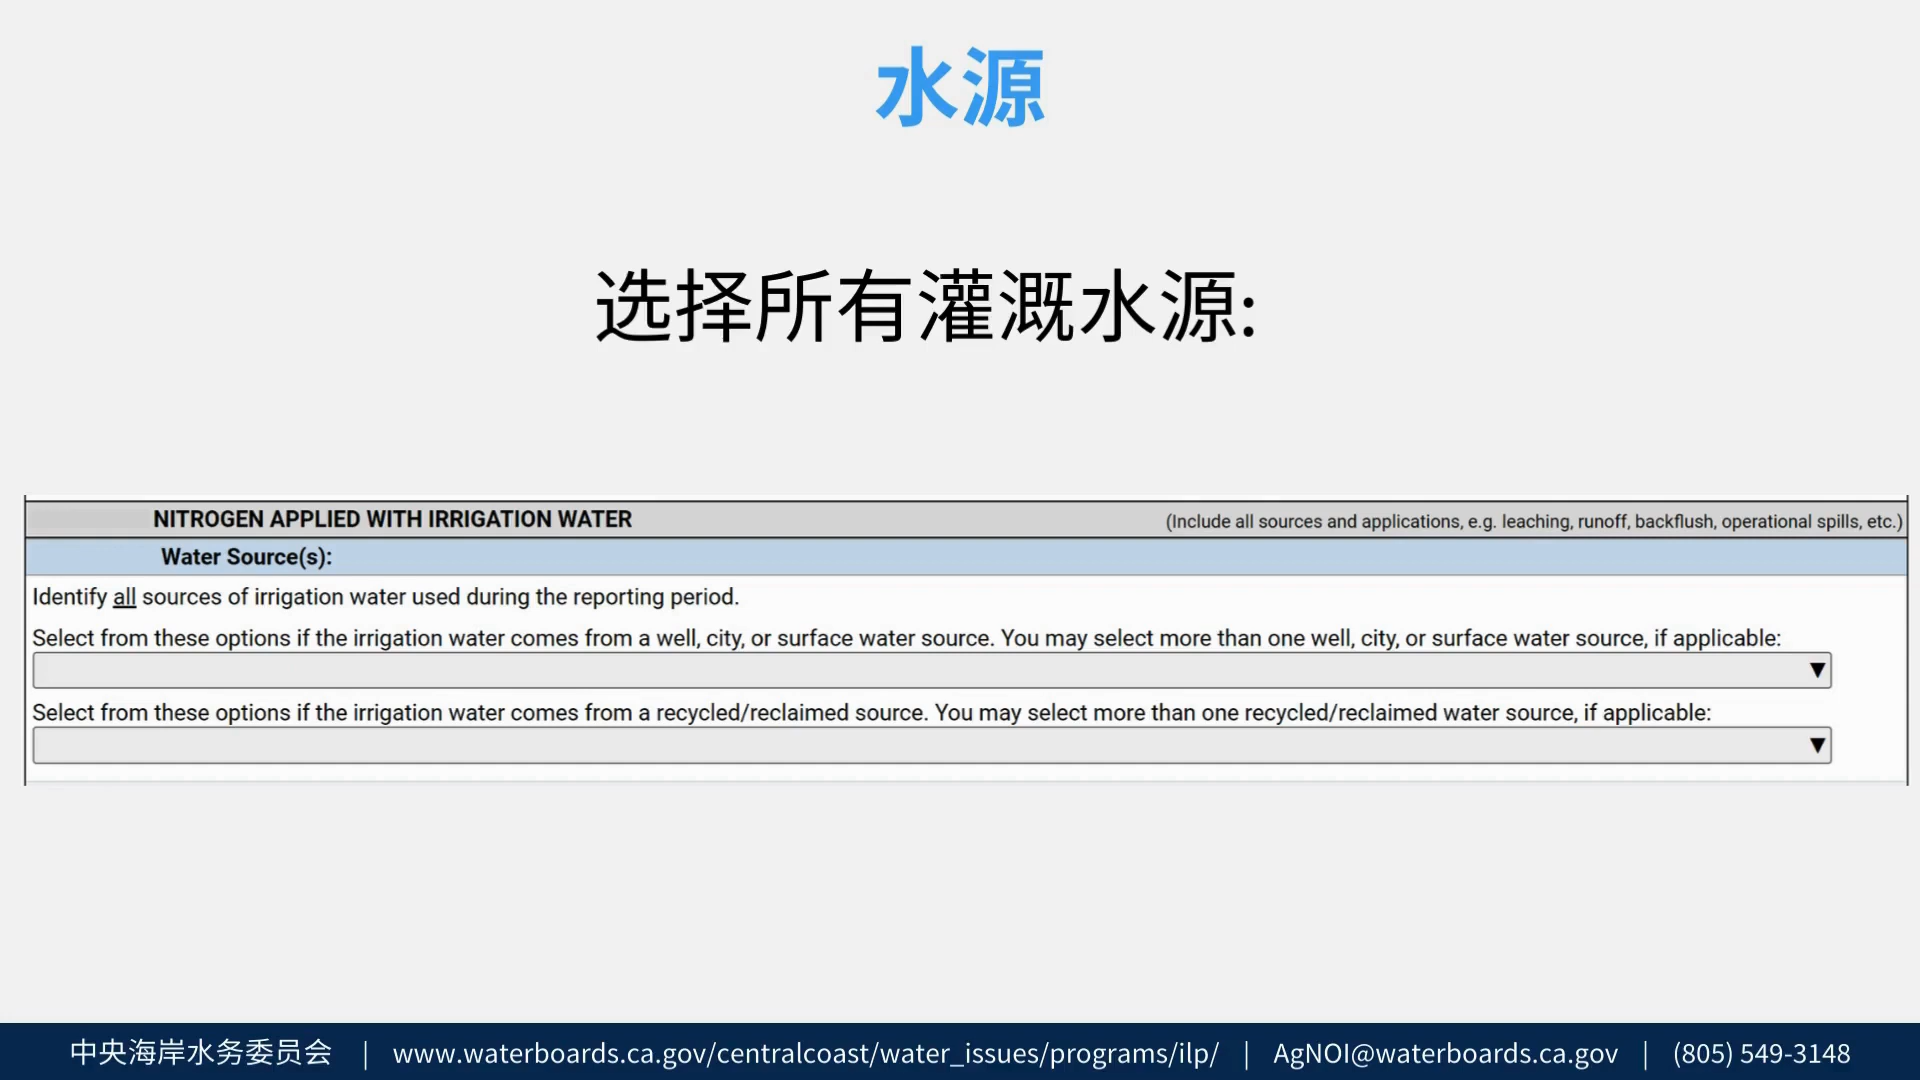 水源
选择所有灌溉水源:
NITROGEN APPLIED WITH IRRIGATION WATER (Include all sources and applications, e.g. leaching, runoff, backflush, operational spills, etc.)
Water Source(s):
Identify all sources of irrigation water used during the reporting period.
Select from these options if the irrigation water comes from a well, city, or surface water source. You may select more than one well, city, or surface water source, if applicable:
Select from these options if the irrigation water comes from a recycled/reclaimed source. You may select more than one recycled/reclaimed water source, if applicable:
中央海岸水务委员会 | www.waterboards.ca.gov/centralcoast/water_issues/programs/ilp/ | AgNOI@waterboards.ca.gov | (805) 549-3148